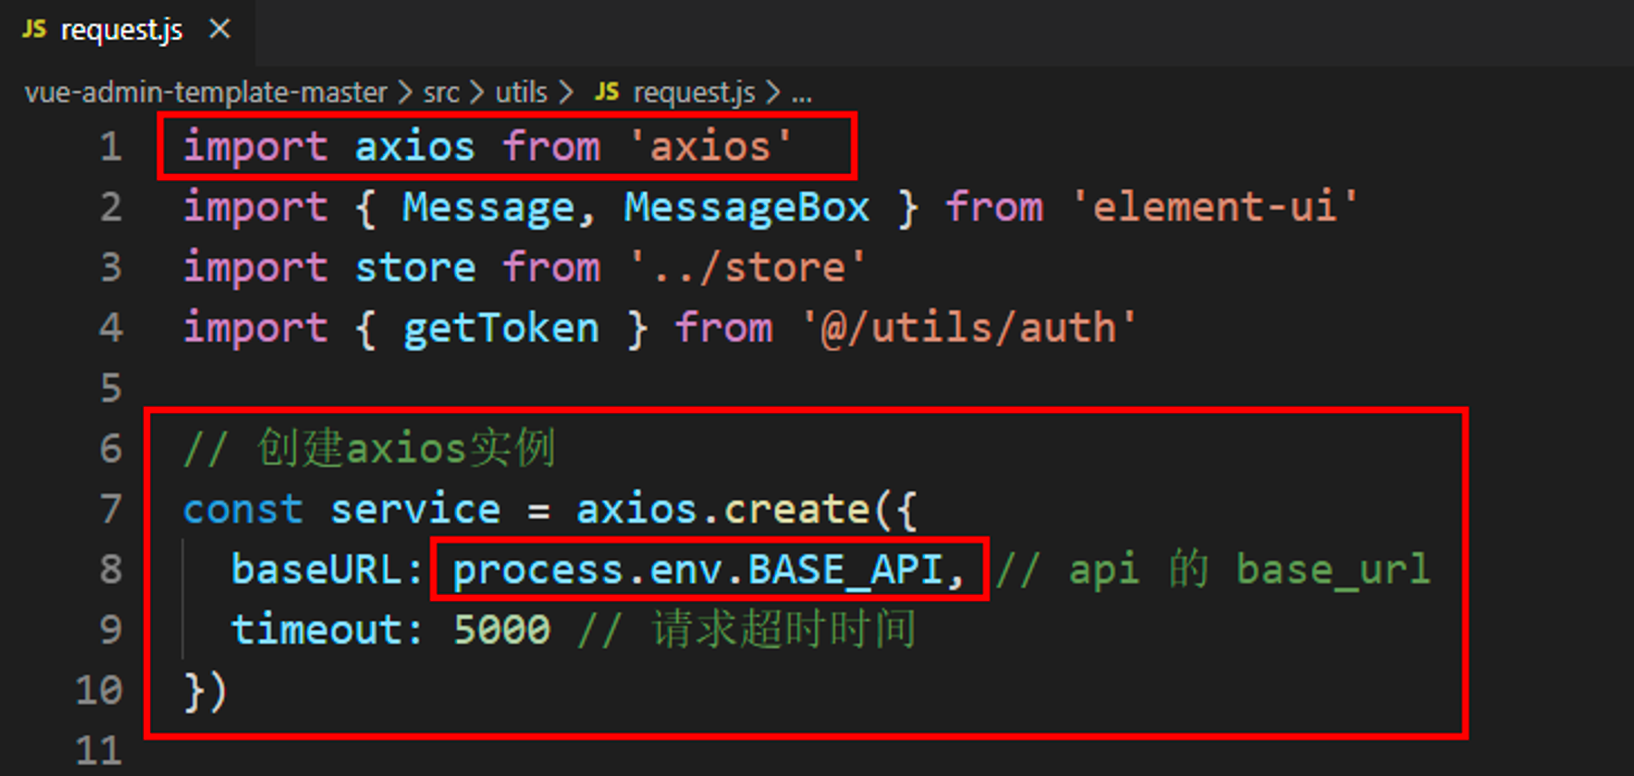 JS request.js ×
vue-admin-template-master > src > utils > JS request.js > ...
1 import axios from 'axios'
2 import { Message, MessageBox } from 'element-ui'
3 import store from '../store'
4 import { getToken } from '@/utils/auth'
5
6 // 创建axios实例
7 const service = axios.create({
8 baseURL: process.env.BASE_API, // api 的 base_url
9 timeout: 5000 // 请求超时时间
10 })
11